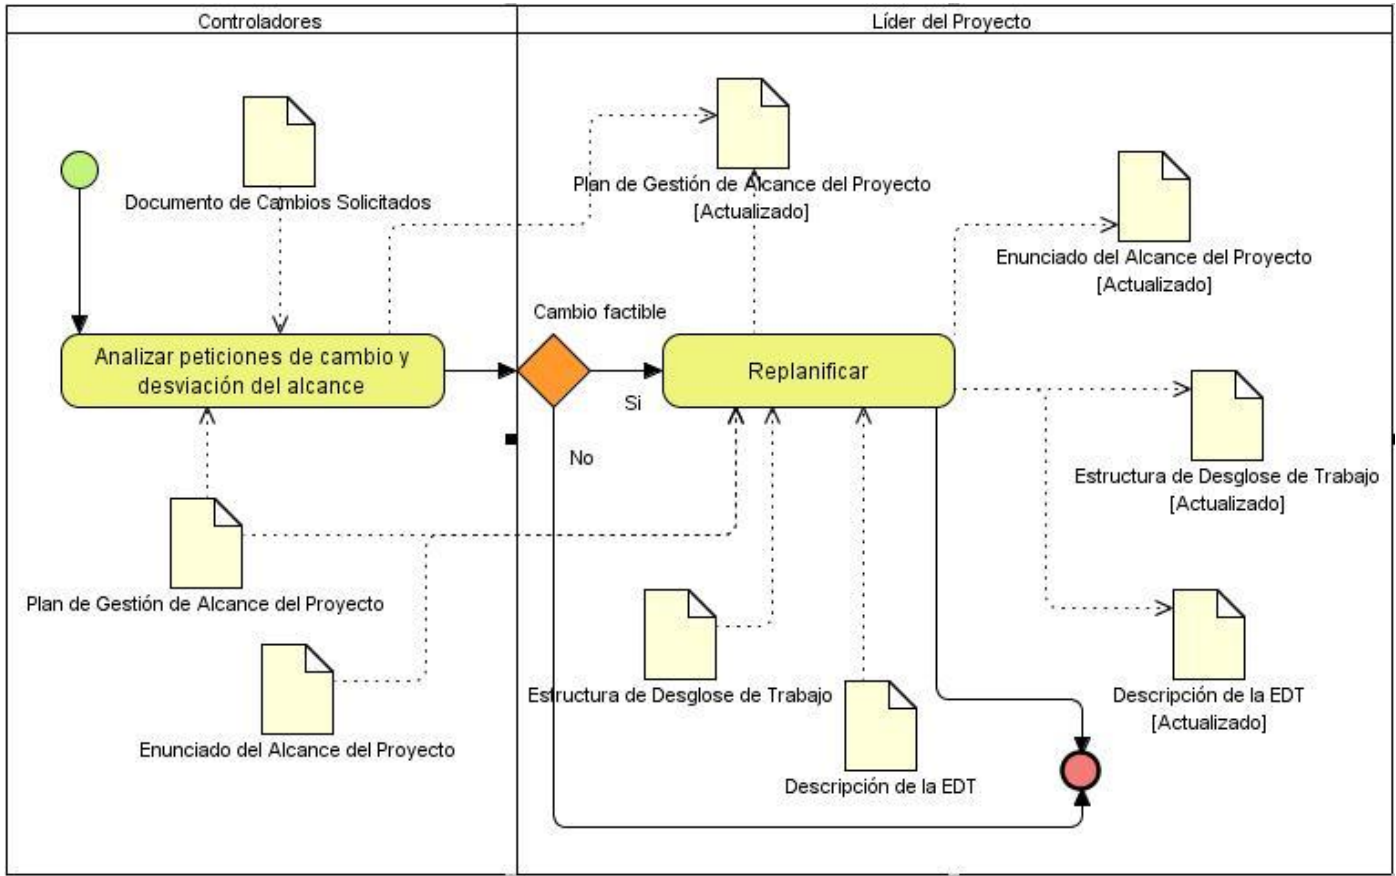 Controladores
Líder del Proyecto
Documento de Cambios Solicitados
Plan de Gestión de Alcance del Proyecto
[Actualizado]
Enunciado del Alcance del Proyecto
[Actualizado]
Cambio factible
Analizar peticiones de cambio y
desviación del alcance
Replanificar
Si
No
Estructura de Desglose de Trabajo
[Actualizado]
Plan de Gestión de Alcance del Proyecto
Enunciado del Alcance del Proyecto
Estructura de Desglose de Trabajo
Descripción de la EDT
[Actualizado]
Descripción de la EDT